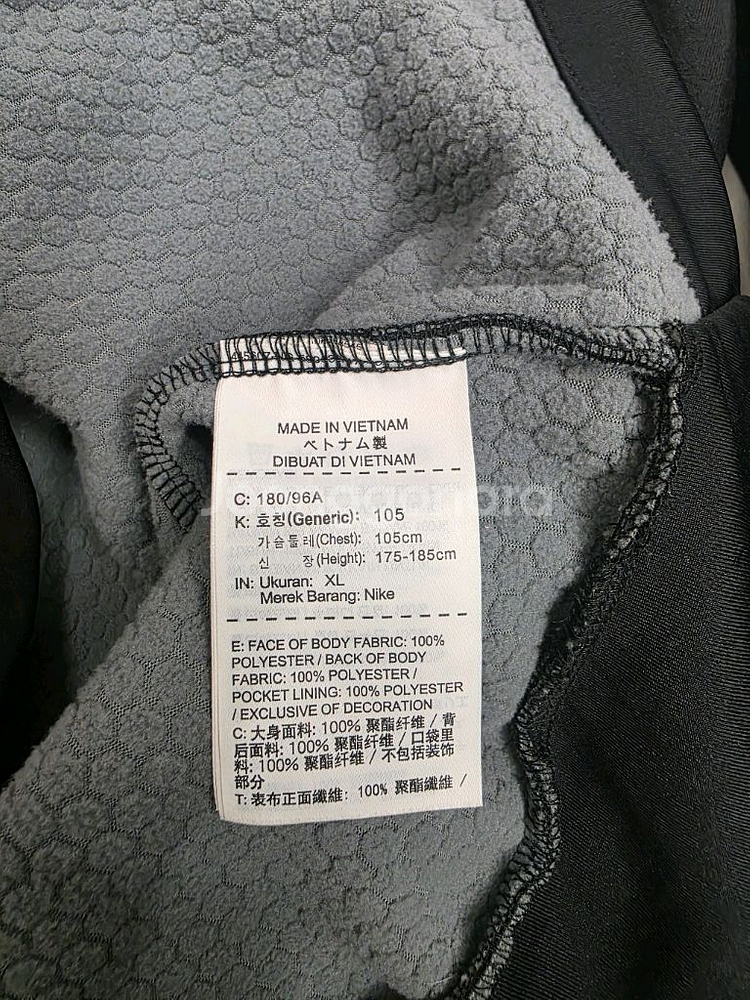 MADE IN VIETNAM
ベトナム製
DIBUAT DI VIETNAM
C: 180/96A
K: 호칭(Generic): 105
가슴둘레(Chest): 105cm
신 장(Height): 175-185cm
IN: Ukuran: XL
Merek Barang: Nike
E: FACE OF BODY FABRIC: 100%
POLYESTER / BACK OF BODY
FABRIC: 100% POLYESTER /
POCKET LINING: 100% POLYESTER
/ EXCLUSIVE OF DECORATION
C: 大身面料: 100% 聚酯纤维 / 背
后面料: 100% 聚酯纤维 / 口袋里
料: 100% 聚酯纤维 / 不包括装饰
部分
T: 表布正面纖維: 100% 聚酯纖維 /